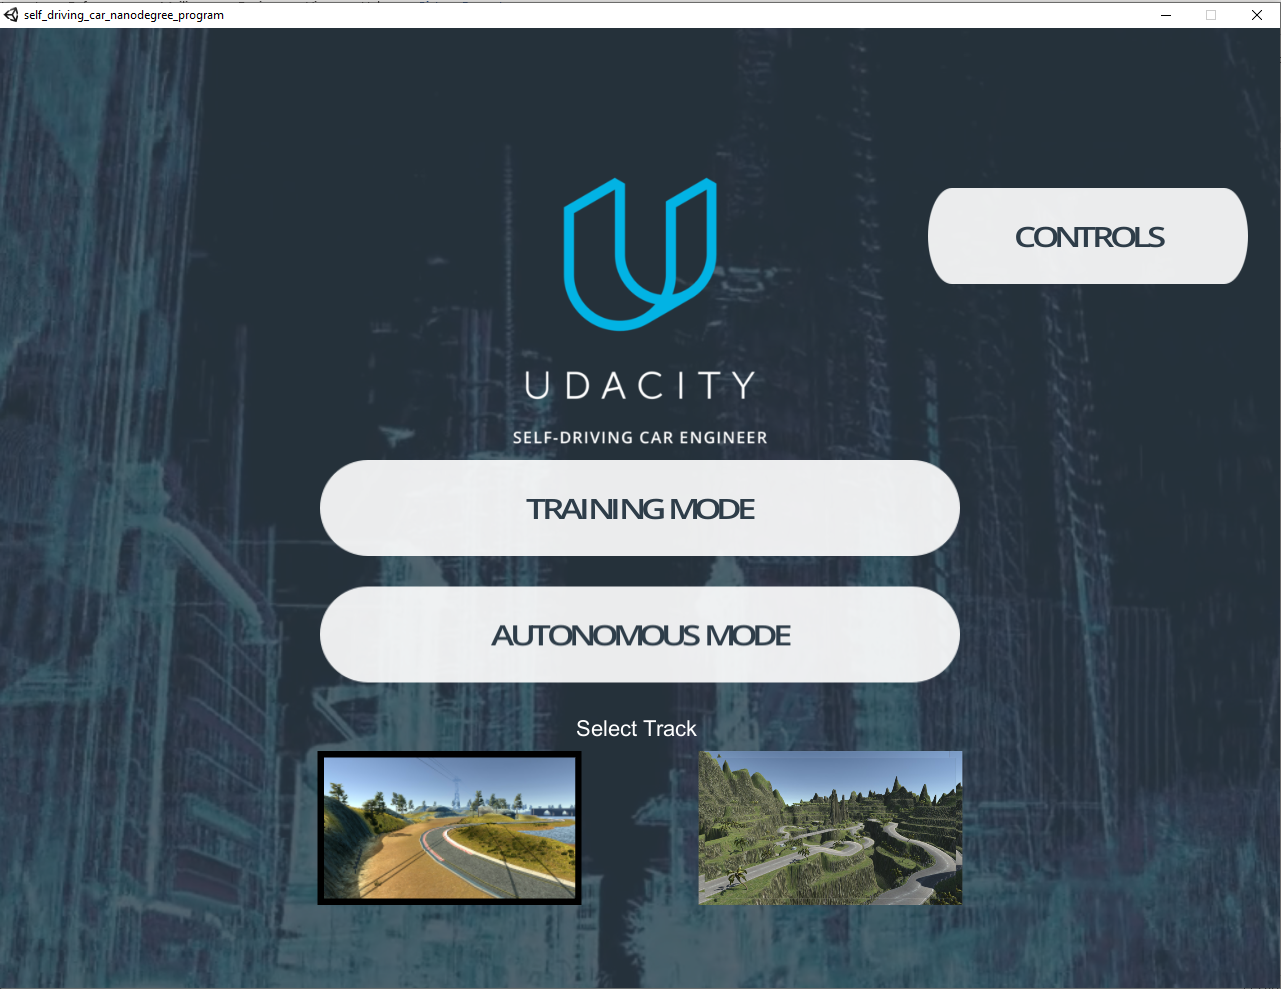 self_driving_car_nanodegree_program
CONTROLS
UDACITY
SELF-DRIVING CAR ENGINEER
TRAINING MODE
AUTONOMOUS MODE
Select Track